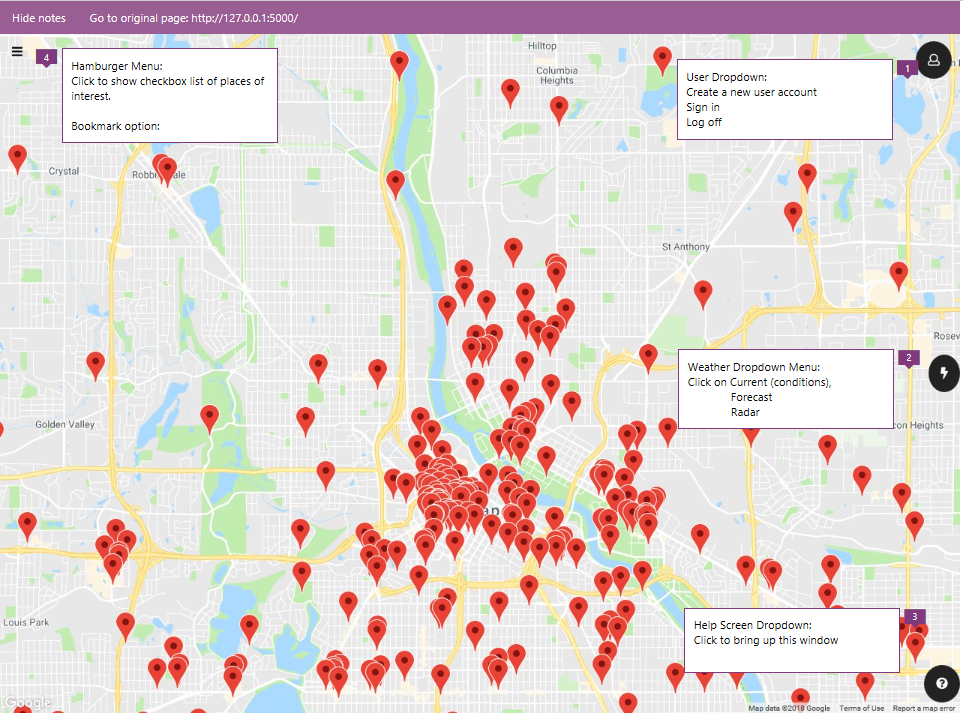 Hide notes
Go to original page: http://127.0.0.1:5000/
4
Hamburger Menu:
Click to show checkbox list of places of
interest.
Bookmark option:
Hilltop
Columbia
Heights
1
User Dropdown:
Create a new user account
Sign in
Log off
Crystal
St Anthony
2
Weather Dropdown Menu:
Click on Current (conditions),
Forecast
Radar
Golden Valley
Louis Park
3
Help Screen Dropdown:
Click to bring up this window
?
Google
Map data ©2018 Google
Terms of Use
Report a map error